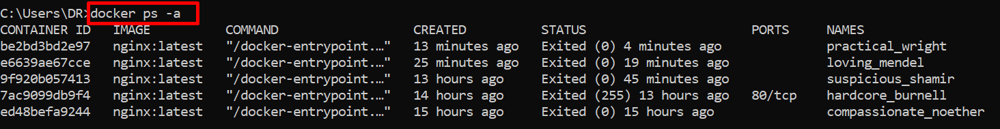 C:\Users\DR>docker ps -a
CONTAINER ID   IMAGE          COMMAND                CREATED          STATUS                      PORTS     NAMES
be2bd3bd2e97   nginx:latest   "/docker-entrypoint.…"   13 minutes ago   Exited (0) 4 minutes ago              practical_wright
e6639ae67cce   nginx:latest   "/docker-entrypoint.…"   25 minutes ago   Exited (0) 19 minutes ago             loving_mendel
9f920b057413   nginx:latest   "/docker-entrypoint.…"   13 hours ago     Exited (0) 45 minutes ago             suspicious_shamir
7ac9099db9f4   nginx:latest   "/docker-entrypoint.…"   14 hours ago     Exited (255) 13 hours ago   80/tcp    hardcore_burnell
ed48befa9244   nginx:latest   "/docker-entrypoint.…"   15 hours ago     Exited (0) 15 hours ago               compassionate_noether